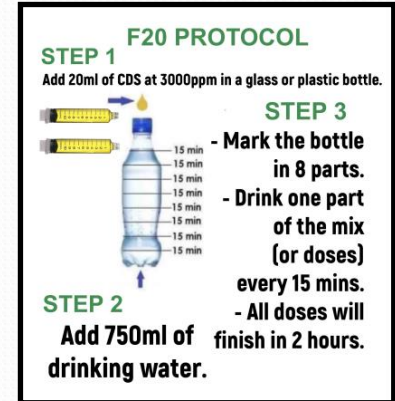 F20 PROTOCOL
STEP 1
Add 20ml of CDS at 3000ppm in a glass or plastic bottle.
STEP 3
- Mark the bottle
in 8 parts.
- Drink one part
of the mix
(or doses)
every 15 mins.
- All doses will
finish in 2 hours.
15 min
15 min
15 min
15 min
15 min
15 min
15 min
15 min
STEP 2
Add 750ml of
drinking water.